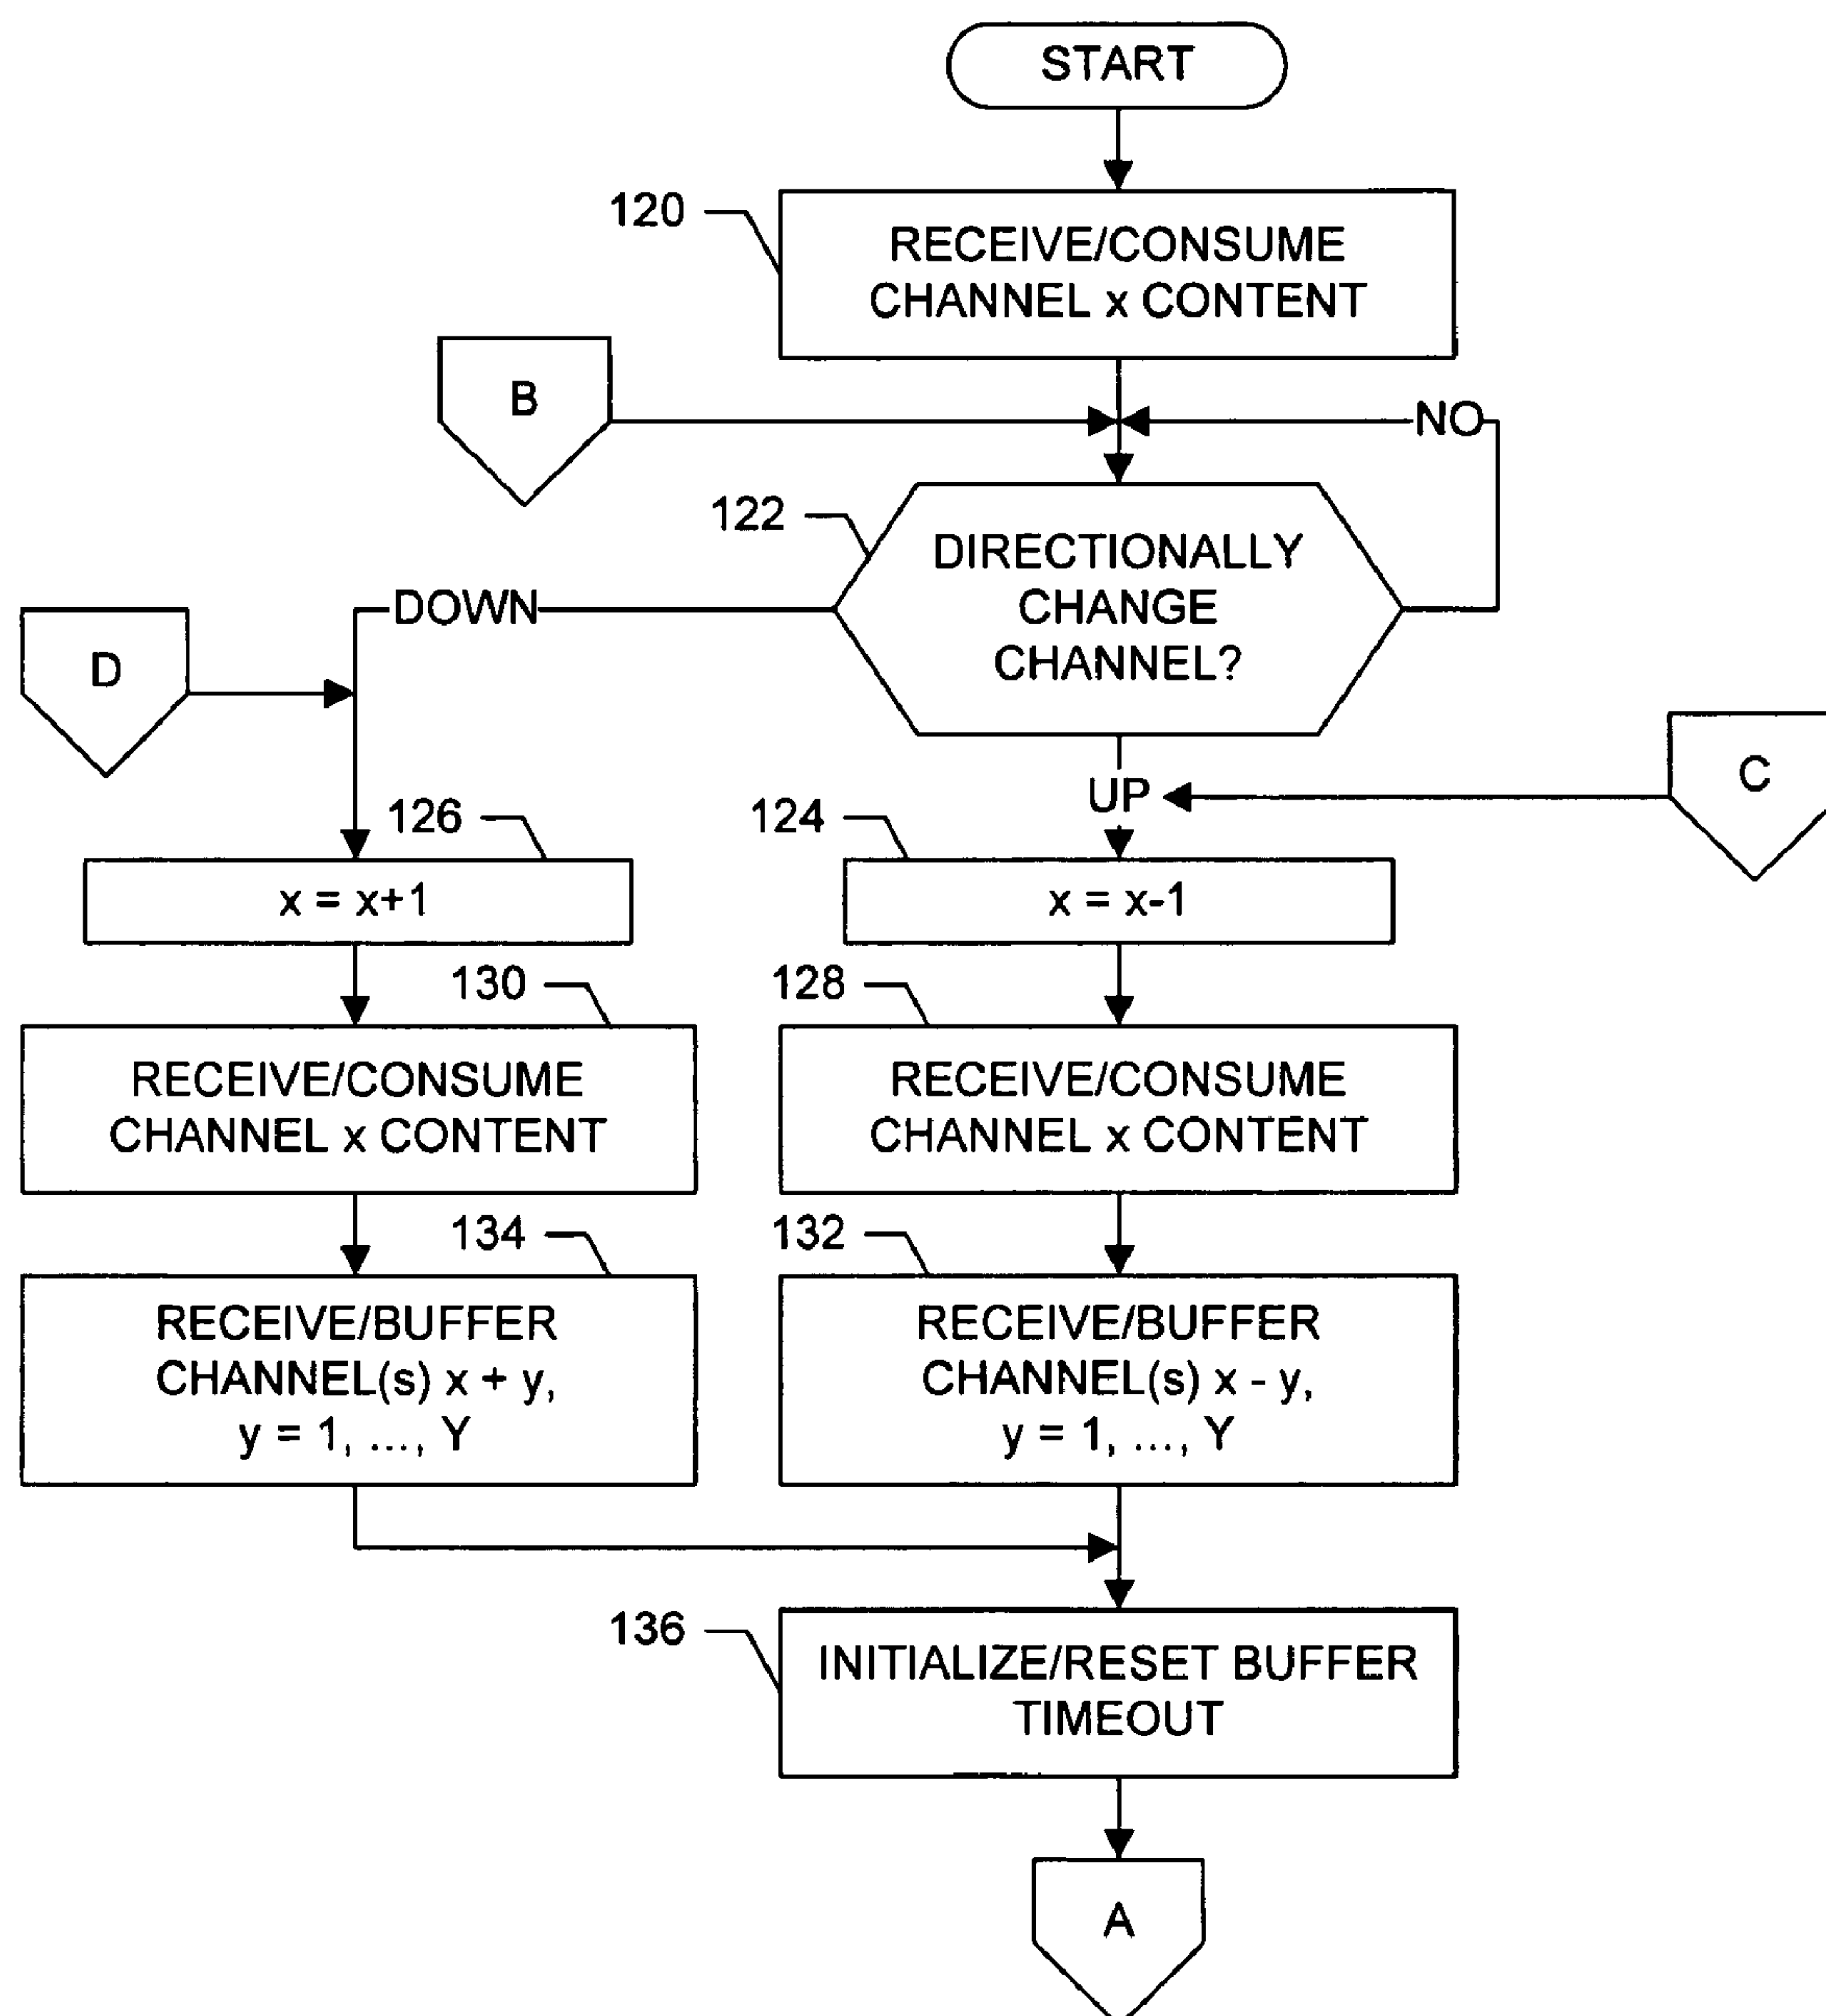 START
120
RECEIVE/CONSUME
CHANNEL x CONTENT
B
NO
122
DIRECTIONALLY
CHANGE
CHANNEL?
DOWN
D
C
UP
126
124
x = x+1
x = x-1
130
128
RECEIVE/CONSUME
CHANNEL x CONTENT
RECEIVE/CONSUME
CHANNEL x CONTENT
134
132
RECEIVE/BUFFER
CHANNEL(s) x + y,
y = 1, ..., Y
RECEIVE/BUFFER
CHANNEL(s) x - y,
y = 1, ..., Y
136
INITIALIZE/RESET BUFFER
TIMEOUT
A